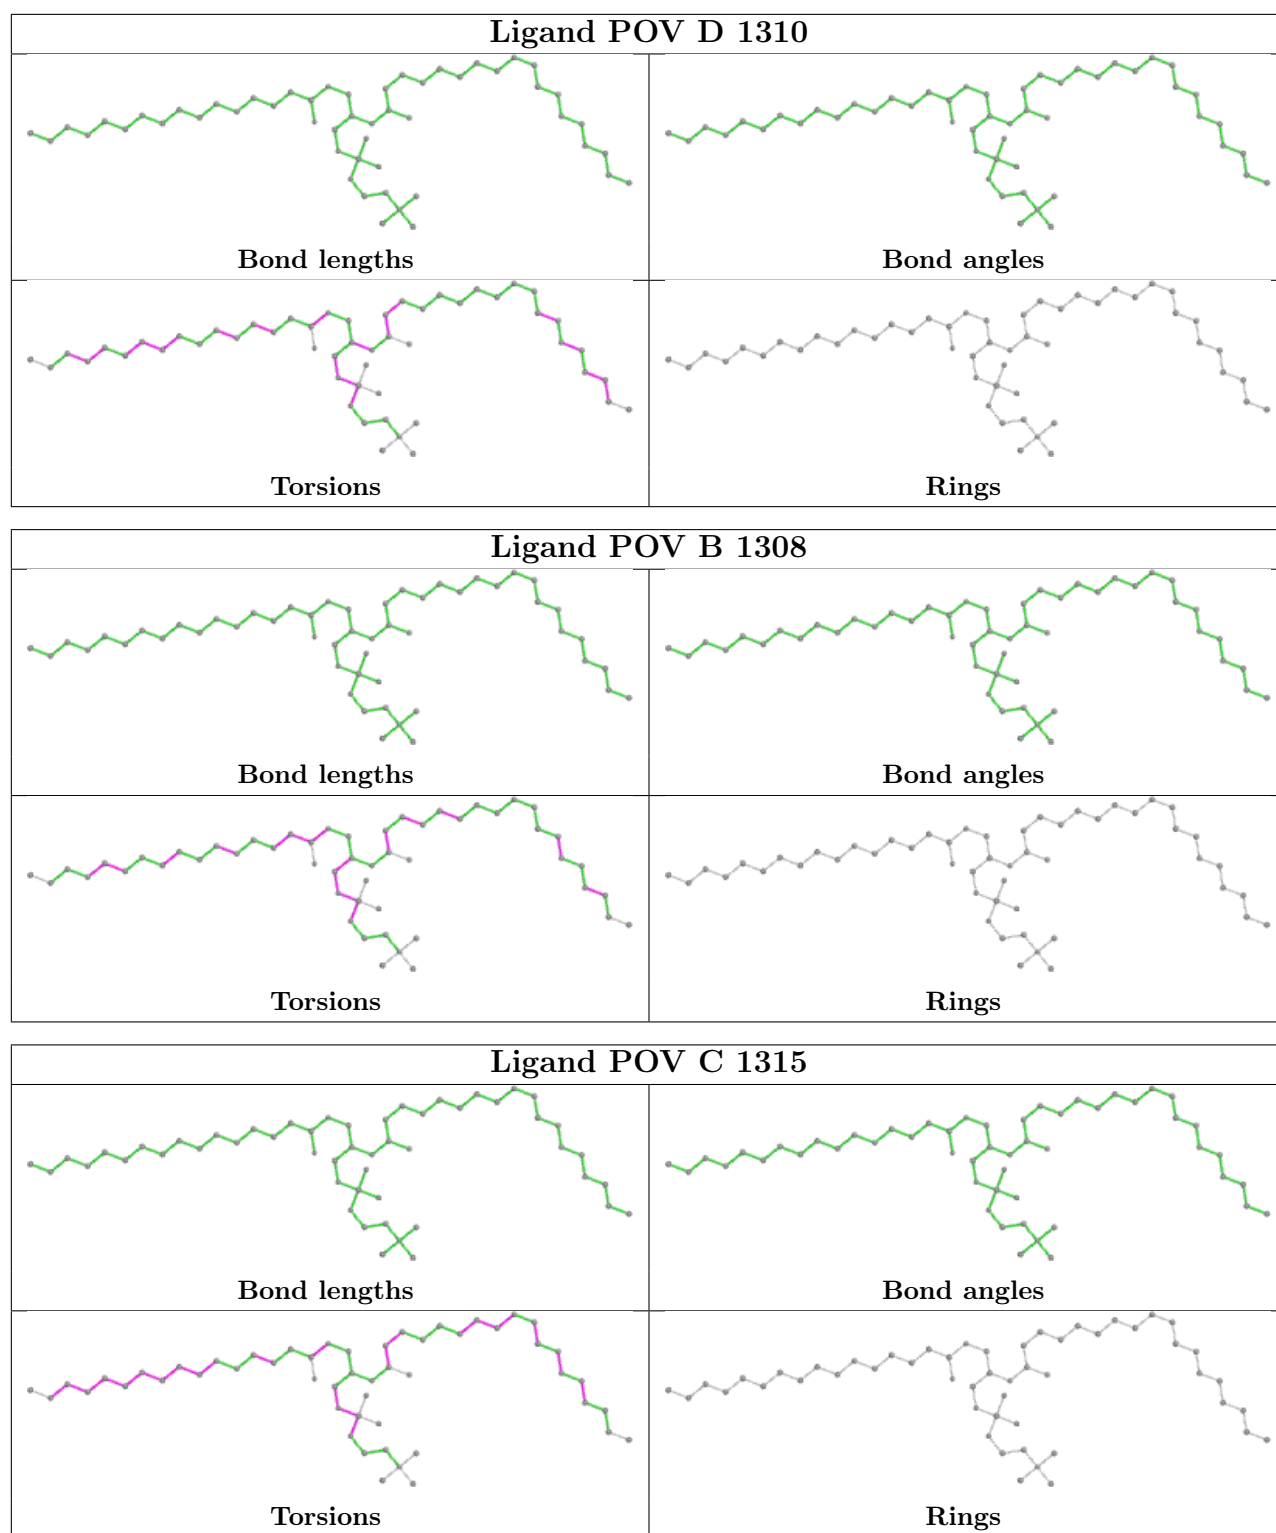 Ligand POV D 1310
Bond lengths
Bond angles
Torsions
Rings
Ligand POV B 1308
Bond lengths
Bond angles
Torsions
Rings
Ligand POV C 1315
Bond lengths
Bond angles
Torsions
Rings